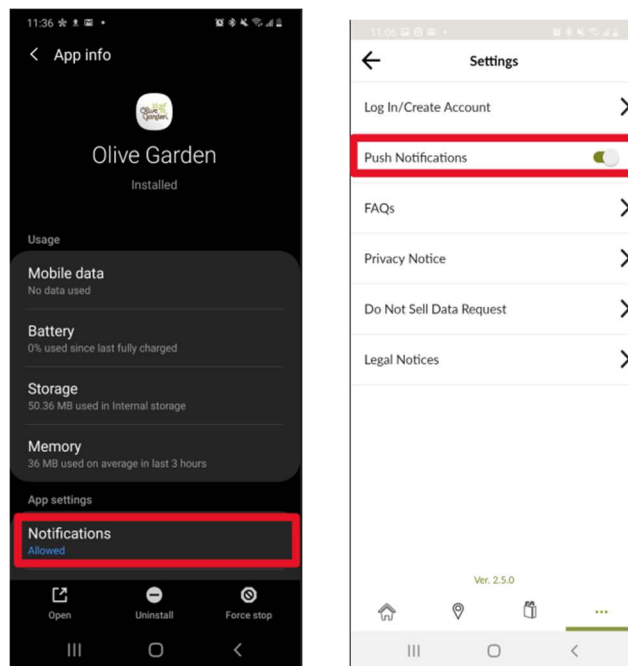 11:36
App info
Olive Garden
Olive Garden
Installed
Usage
Mobile data
No data used
Battery
0% used since last fully charged
Storage
50.36 MB used in Internal storage
Memory
36 MB used on average in last 3 hours
App settings
Notifications
Allowed
Open
Uninstall
Force stop
11:06
Settings
Log In/Create Account
Push Notifications
FAQs
Privacy Notice
Do Not Sell Data Request
Legal Notices
Ver. 2.5.0